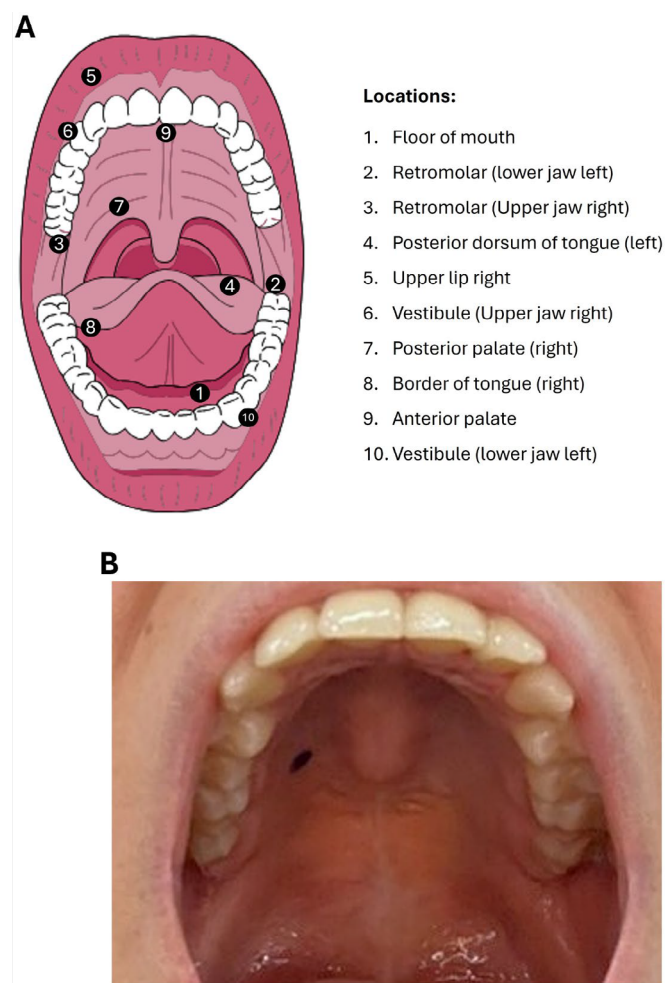 A
5
6
9
7
3
4
2
8
1
10
Locations:
1. Floor of mouth
2. Retromolar (lower jaw left)
3. Retromolar (Upper jaw right)
4. Posterior dorsum of tongue (left)
5. Upper lip right
6. Vestibule (Upper jaw right)
7. Posterior palate (right)
8. Border of tongue (right)
9. Anterior palate
10. Vestibule (lower jaw left)
B